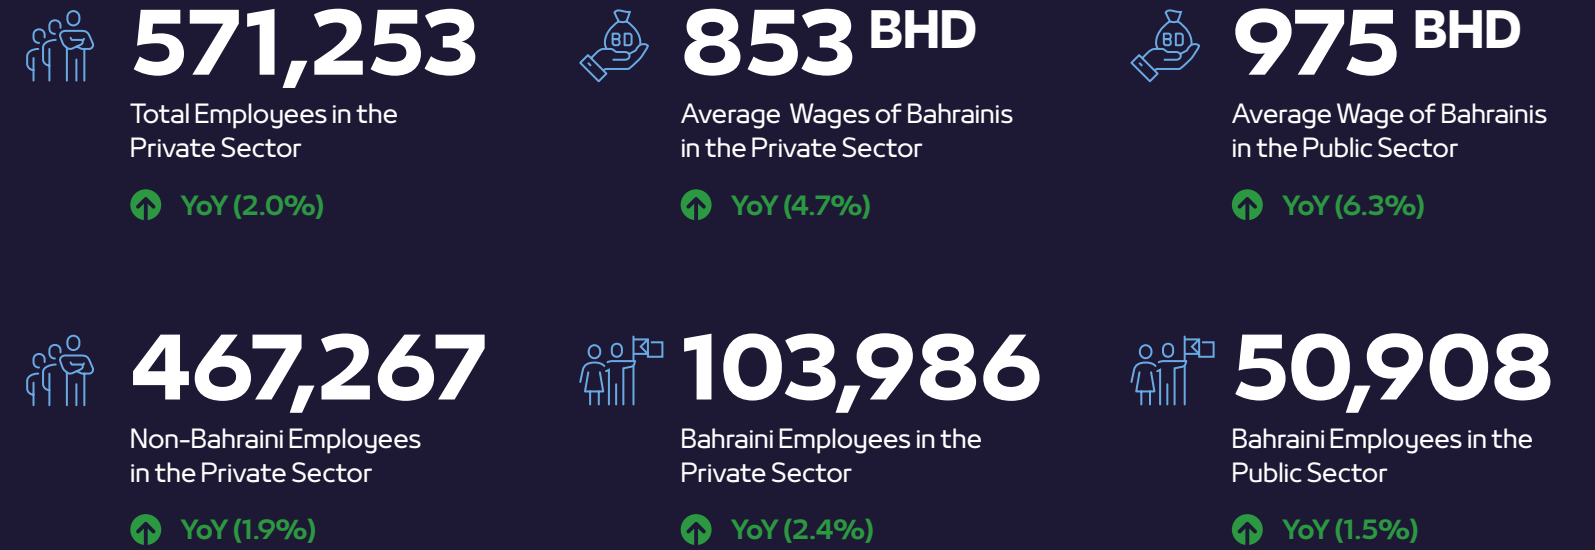 571,253
Total Employees in the
Private Sector
YoY (2.0%)
BD
853 BHD
Average Wages of Bahrainis
in the Private Sector
YoY (4.7%)
BD
975 BHD
Average Wage of Bahrainis
in the Public Sector
YoY (6.3%)
467,267
Non-Bahraini Employees
in the Private Sector
YoY (1.9%)
103,986
Bahraini Employees in the
Private Sector
YoY (2.4%)
50,908
Bahraini Employees in the
Public Sector
YoY (1.5%)